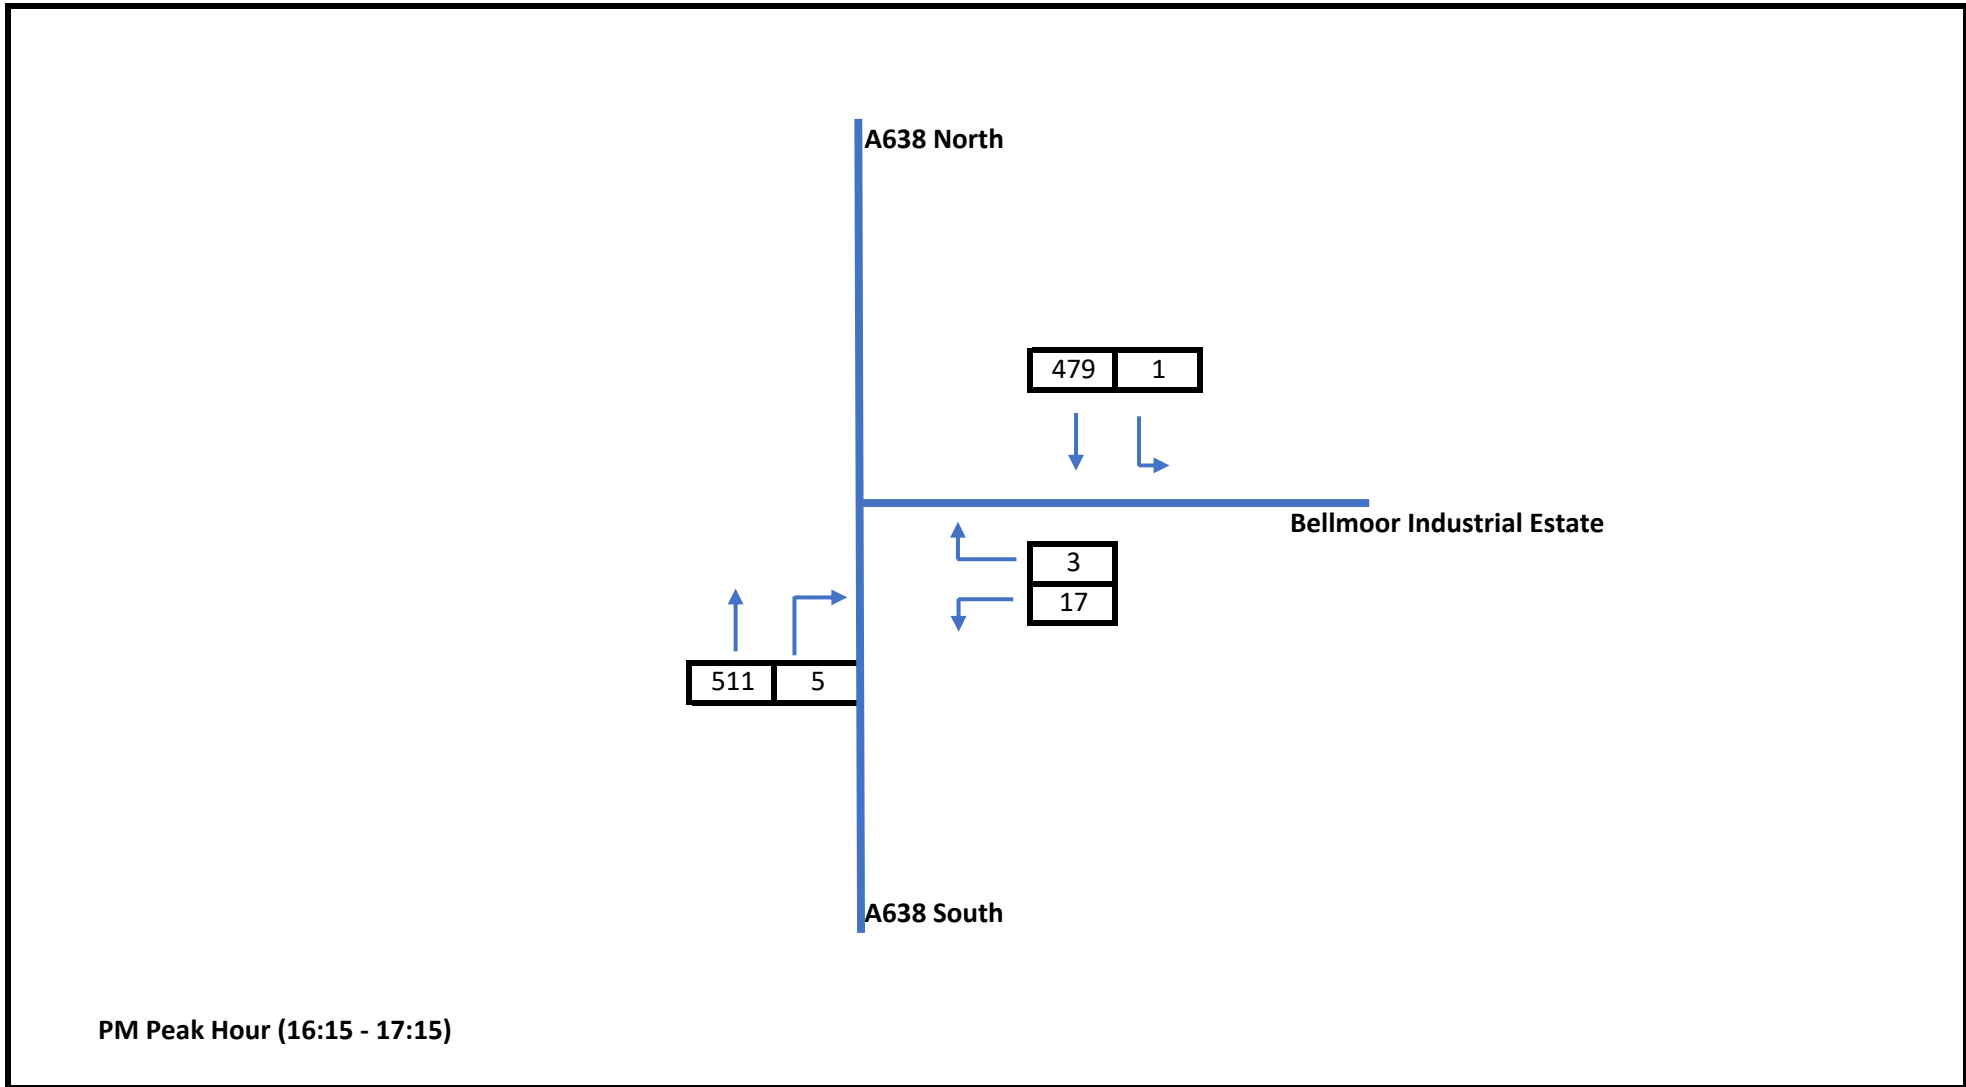 A638 North
479 1
Bellmoor Industrial Estate
3
17
511 5
A638 South
PM Peak Hour (16:15 - 17:15)